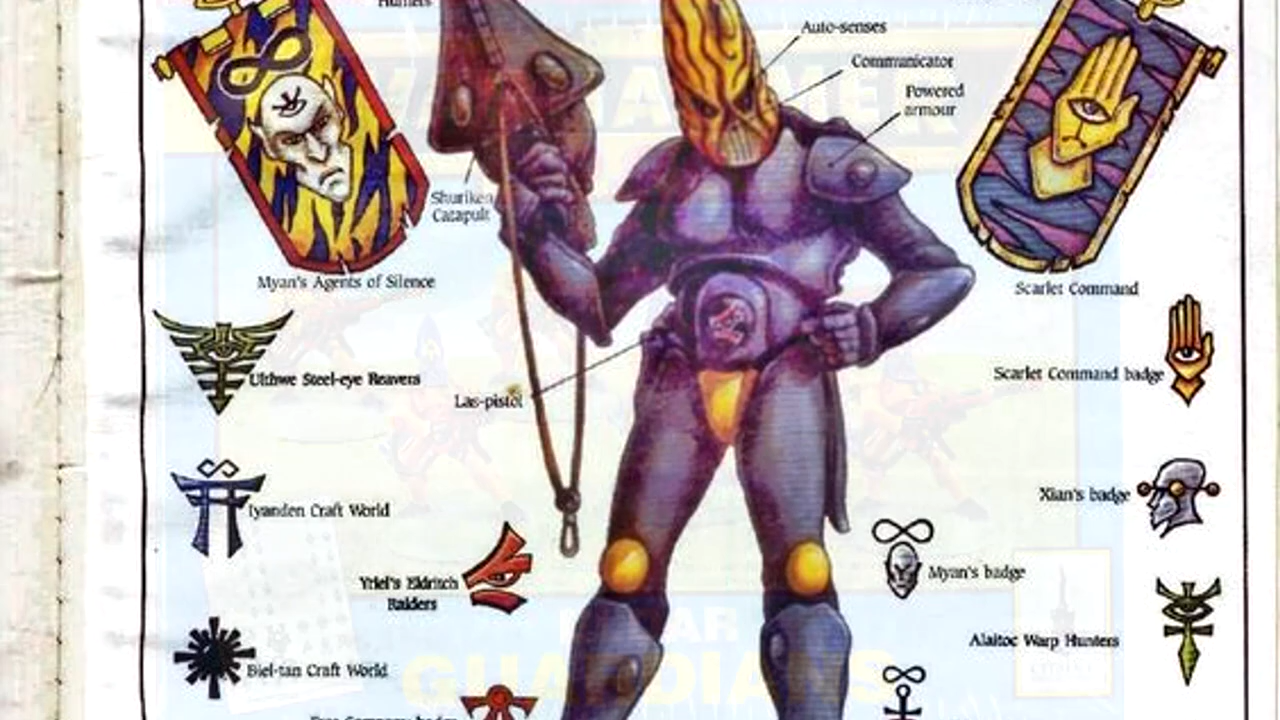 Hunters
Auto-senses
Communicator
Powered
armour
Shuriken
Catapult
Myan's Agents of Silence
Scarlet Command
Ulthwe Steel-eye Reavers
Scarlet Command badge
Las-pistol
Iyanden Craft World
Xian's badge
Yriel's Eldritch
Raiders
Myan's badge
Alaitoc Warp Hunters
Biel-tan Craft World
WAR
GUARDIANS